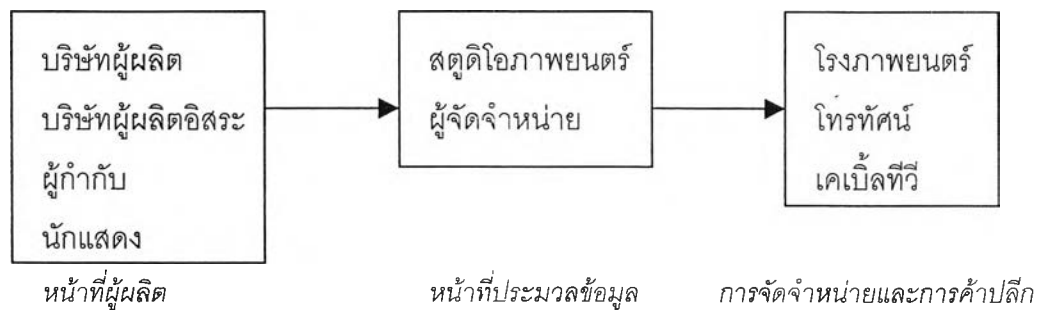 บริษัทผู้ผลิต
บริษัทผู้ผลิตอิสระ
ผู้กำกับ
นักแสดง
สตูดิโอภาพยนตร์
ผู้จัดจำหน่าย
โรงภาพยนตร์
โทรทัศน์
เคเบิ้ลทีวี
หน้าที่ผู้ผลิต
หน้าที่ประมวลข้อมูล
การจัดจำหน่ายและการค้าปลีก